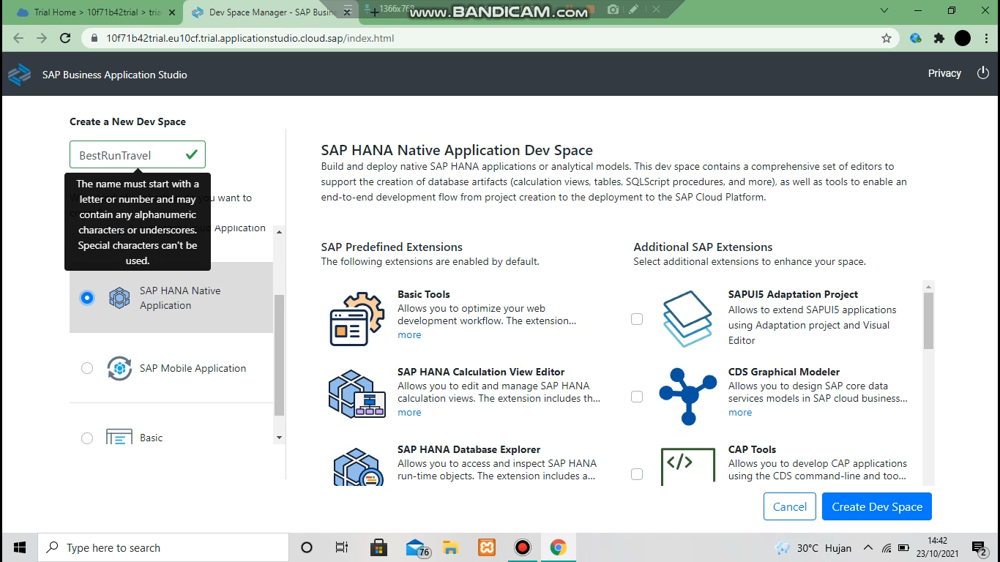 Trial Home > 10f71b42trial > tria
Dev Space Manager - SAP Busin
1366x768
www.BANDICAM.com
10f71b42trial.eu10cf.trial.applicationstudio.cloud.sap/index.html
SAP Business Application Studio
Privacy
Create a New Dev Space
BestRunTravel
The name must start with a
letter or number and may
contain any alphanumeric
characters or underscores.
Special characters can't be
used.
you want to
Application
SAP HANA Native
Application
SAP Mobile Application
Basic
SAP HANA Native Application Dev Space
Build and deploy native SAP HANA applications or analytical models. This dev space contains a comprehensive set of editors to
support the creation of database artifacts (calculation views, tables, SQLScript procedures, and more), as well as tools to enable an
end-to-end development flow from project creation to the deployment to the SAP Cloud Platform.
SAP Predefined Extensions
The following extensions are enabled by default.
Basic Tools
Allows you to optimize your web
development workflow. The extension...
more
SAP HANA Calculation View Editor
Allows you to edit and manage SAP HANA
calculation views. The extension includes th...
more
SAP HANA Database Explorer
Allows you to access and inspect SAP HANA
run-time objects. The extension includes a...
Additional SAP Extensions
Select additional extensions to enhance your space.
SAPUI5 Adaptation Project
Allows to extend SAPUI5 applications
using Adaptation project and Visual
Editor
CDS Graphical Modeler
Allows you to design SAP core data
services models in SAP cloud business...
more
CAP Tools
Allows you to develop CAP applications
using the CDS command-line and too...
Cancel
Create Dev Space
Type here to search
76
30°C Hujan
14:42
23/10/2021
2